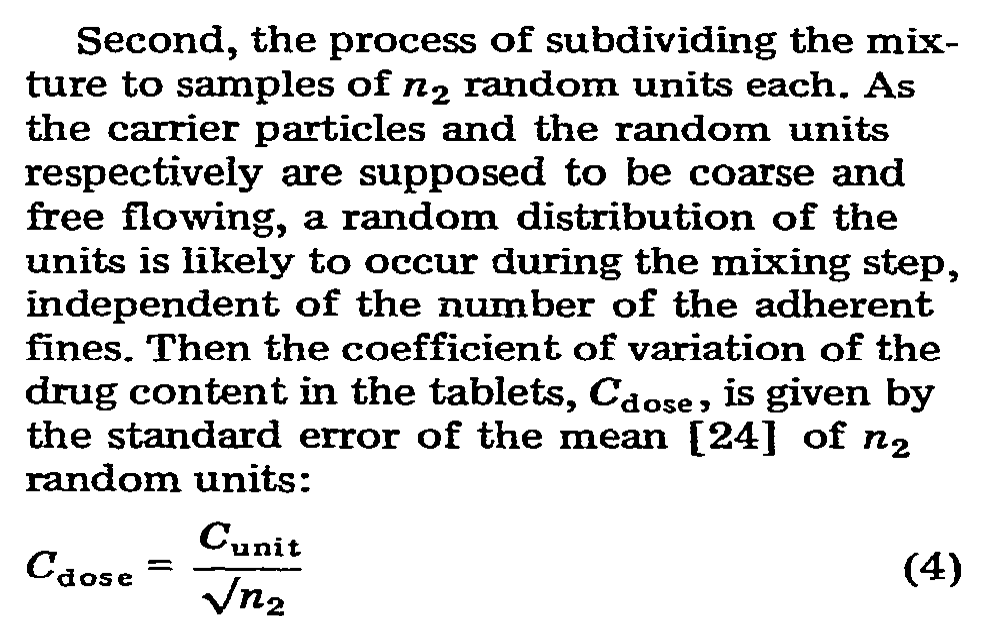 Second, the process of subdividing the mix-
ture to samples of n₂ random units each. As
the carrier particles and the random units
respectively are supposed to be coarse and
free flowing, a random distribution of the
units is likely to occur during the mixing step,
independent of the number of the adherent
fines. Then the coefficient of variation of the
drug content in the tablets, C_dose, is given by
the standard error of the mean [24] of n₂
random units:
C_dose = C_unit / √n₂ (4)